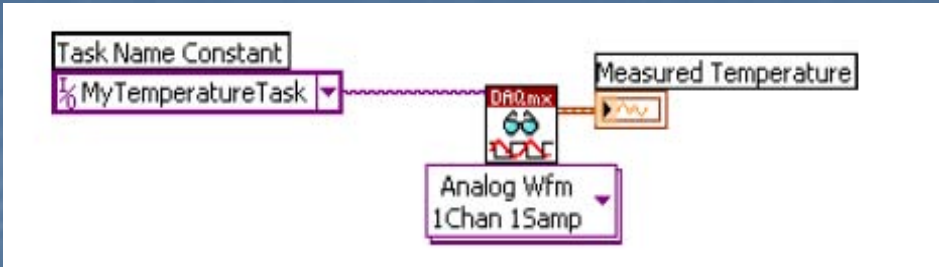 Task Name Constant
I/O MyTemperatureTask
Measured Temperature
DAQmx
Analog Wfm
1Chan 1Samp